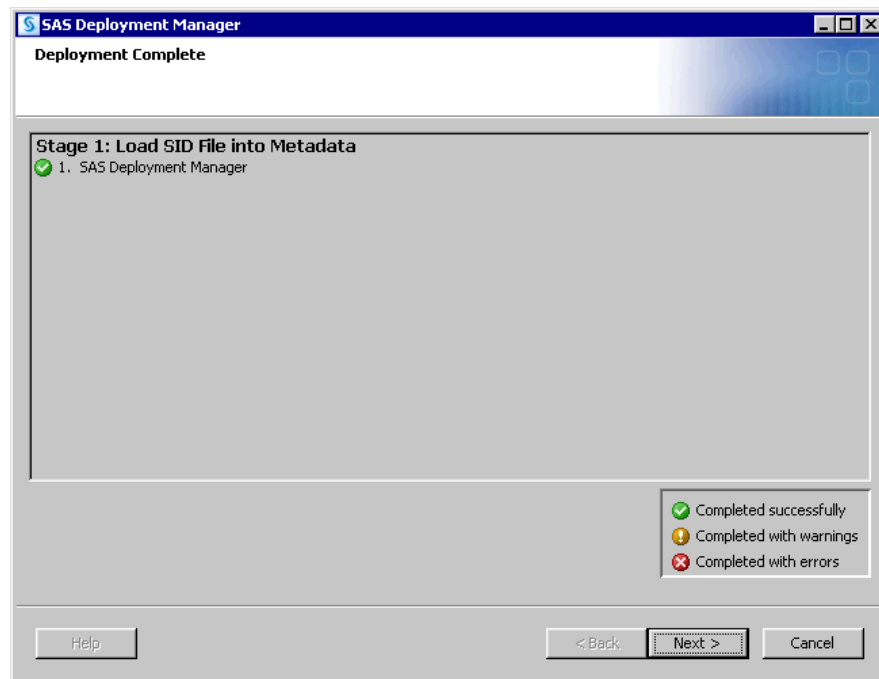 SAS Deployment Manager
Deployment Complete
Stage 1: Load SID File into Metadata
1. SAS Deployment Manager
Completed successfully
Completed with warnings
Completed with errors
Help
< Back
Next >
Cancel